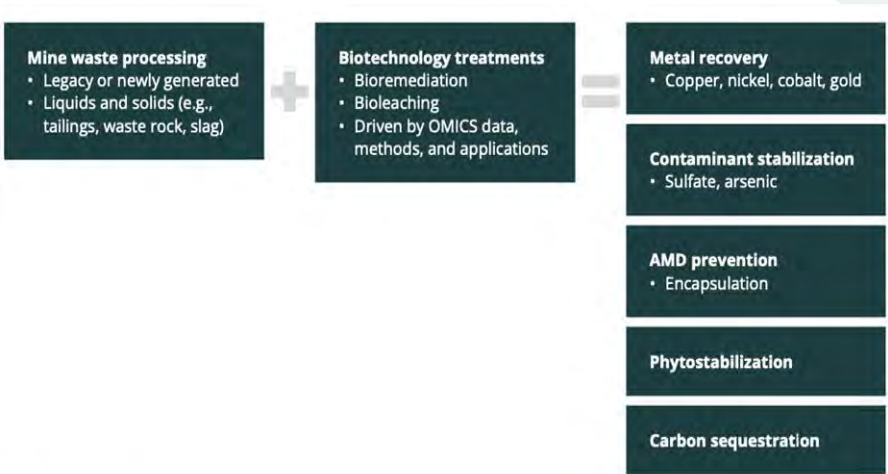 Mine waste processing
• Legacy or newly generated
• Liquids and solids (e.g.,
tailings, waste rock, slag)
+
Biotechnology treatments
• Bioremediation
• Bioleaching
• Driven by OMICS data,
methods, and applications
=
Metal recovery
• Copper, nickel, cobalt, gold
Contaminant stabilization
• Sulfate, arsenic
AMD prevention
• Encapsulation
Phytostabilization
Carbon sequestration